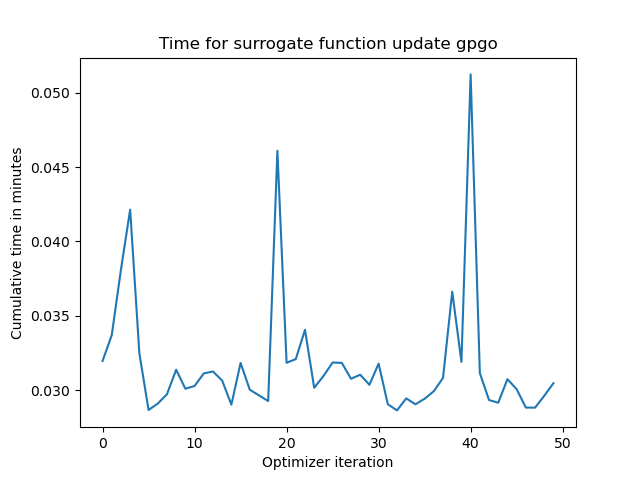 Time for surrogate function update gpgo
Cumulative time in minutes
0.050
0.045
0.040
0.035
0.030
0 10 20 30 40 50
Optimizer iteration